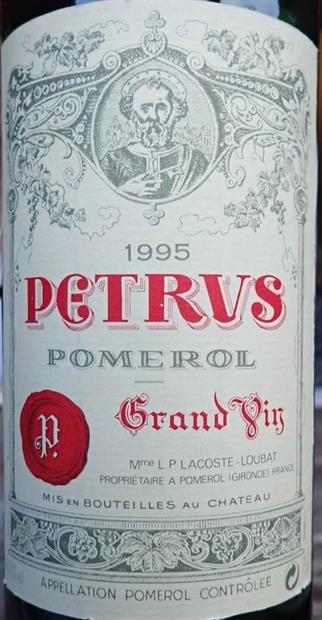 1995
PETRVS
POMEROL
Grand Vin
P.
Mme L P LACOSTE-LOUBAT
PROPRIÉTAIRE A POMEROL (GIRONDE) FRANCE
MIS EN BOUTEILLES AU CHATEAU
APPELLATION POMEROL CONTRÔLÉE